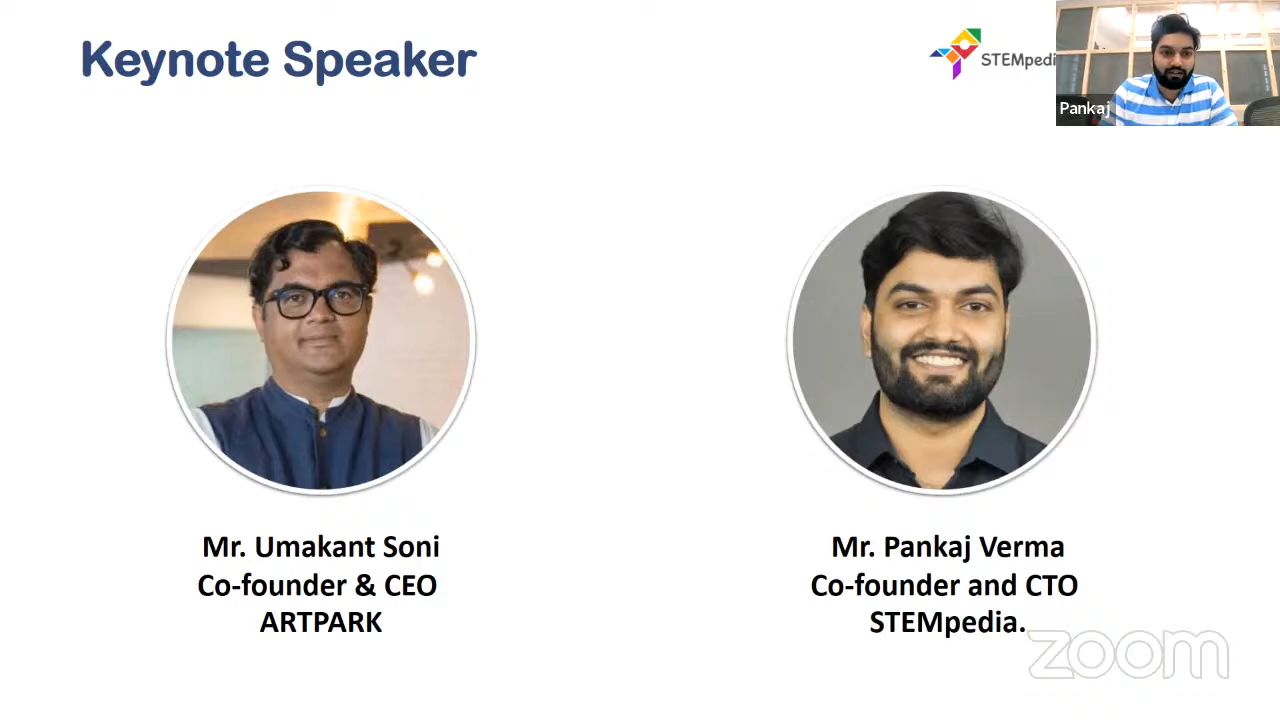 Keynote Speaker
STEMpedi
Pankaj
Mr. Umakant Soni
Co-founder & CEO
ARTPARK
Mr. Pankaj Verma
Co-founder and CTO
STEMpedia.
zoom